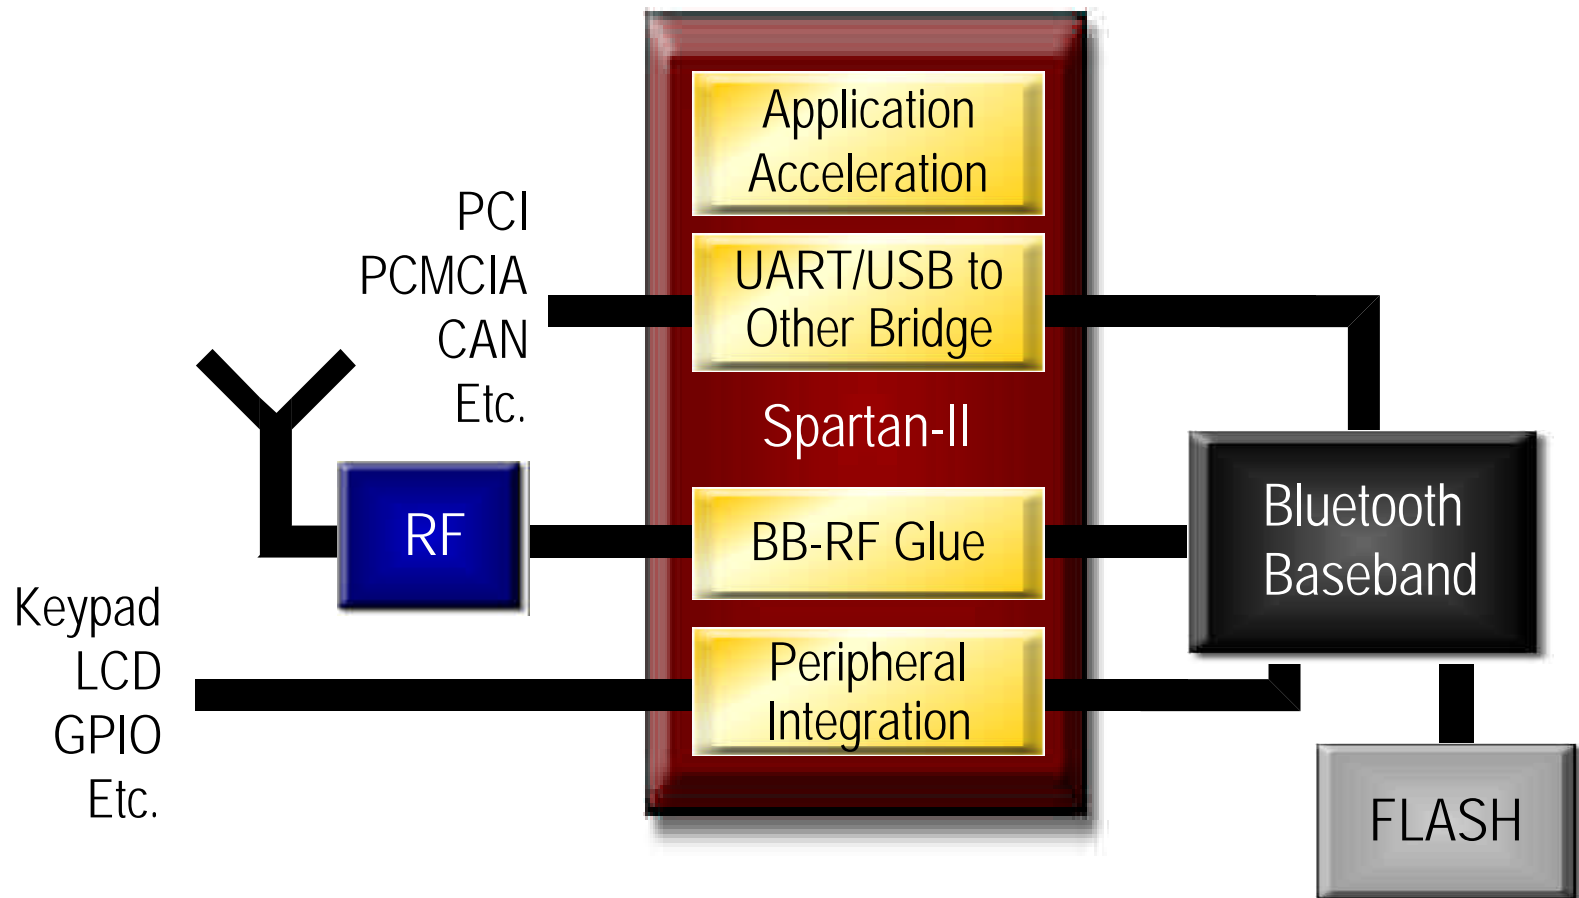 Application
Acceleration
PCI
PCMCIA
CAN
Etc.
UART/USB to
Other Bridge
Spartan-II
RF
BB-RF Glue
Bluetooth
Baseband
Keypad
LCD
GPIO
Etc.
Peripheral
Integration
FLASH